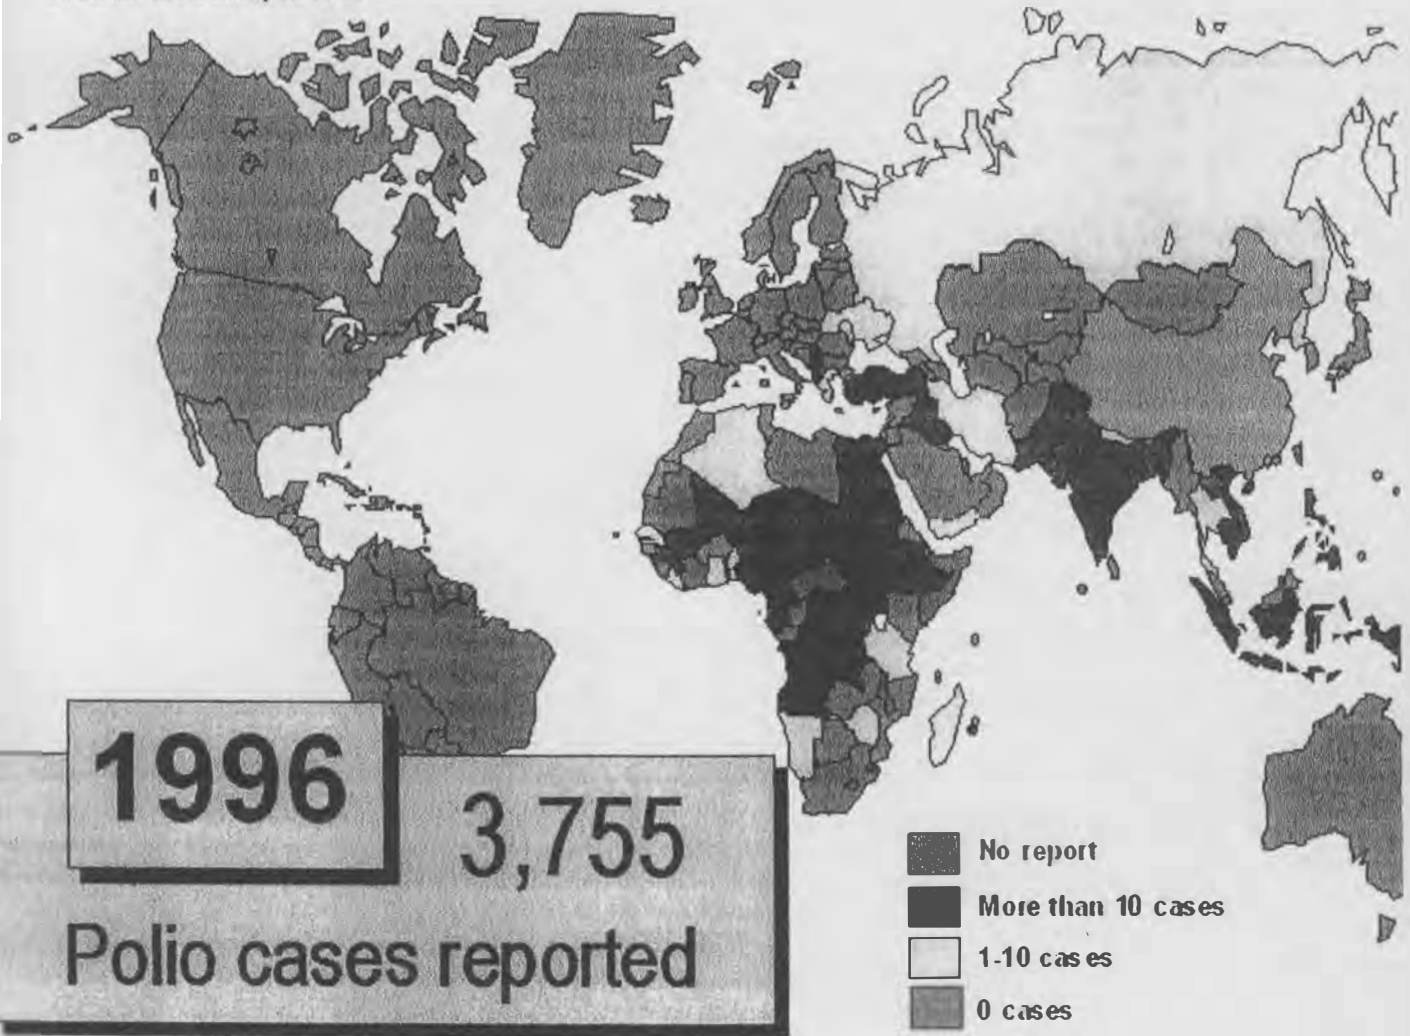 1996
3,755
Polio cases reported
No report
More than 10 cases
1-10 cases
0 cases